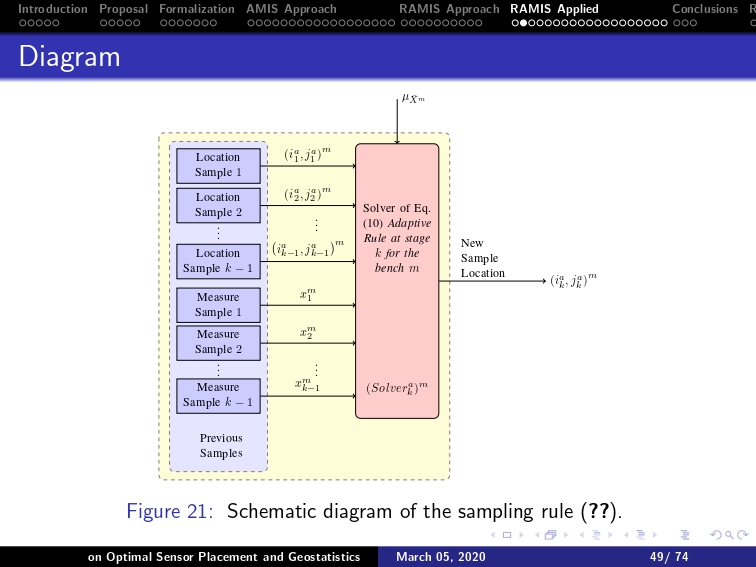 Introduction Proposal Formalization AMIS Approach RAMIS Approach RAMIS Applied Conclusions R
Diagram
μ_X̄^m
Location
Sample 1
(i_1^a, j_1^a)^m
Location
Sample 2
(i_2^a, j_2^a)^m
⋮ ⋮
Location
Sample k − 1
(i_{k−1}^a, j_{k−1}^a)^m
Measure
Sample 1
x_1^m
Measure
Sample 2
x_2^m
⋮ ⋮
Measure
Sample k − 1
x_{k−1}^m
Previous
Samples
Solver of Eq.
(10) Adaptive
Rule at stage
k for the
bench m
(Solver_k^a)^m
New
Sample
Location
(i_k^a, j_k^a)^m
Figure 21: Schematic diagram of the sampling rule (??).
on Optimal Sensor Placement and Geostatistics March 05, 2020 49/ 74